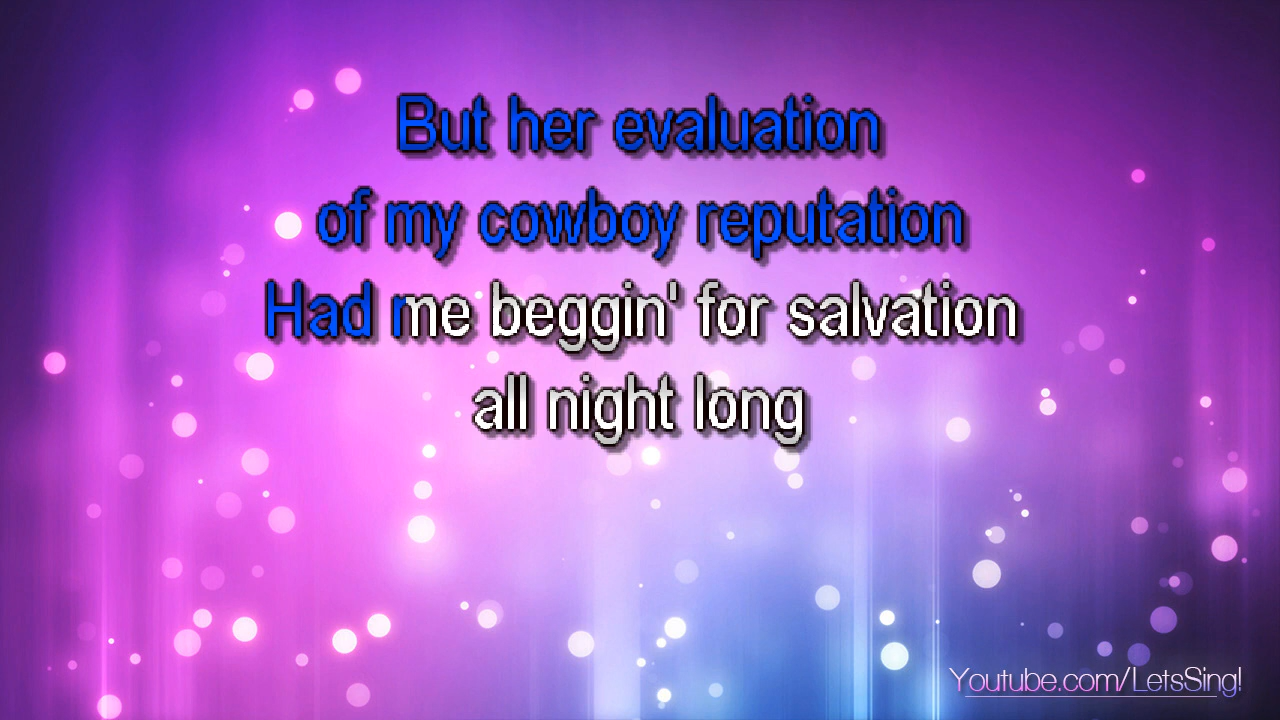 But her evaluation
of my cowboy reputation
Had me beggin' for salvation
all night long
Youtube.com/LetsSing!